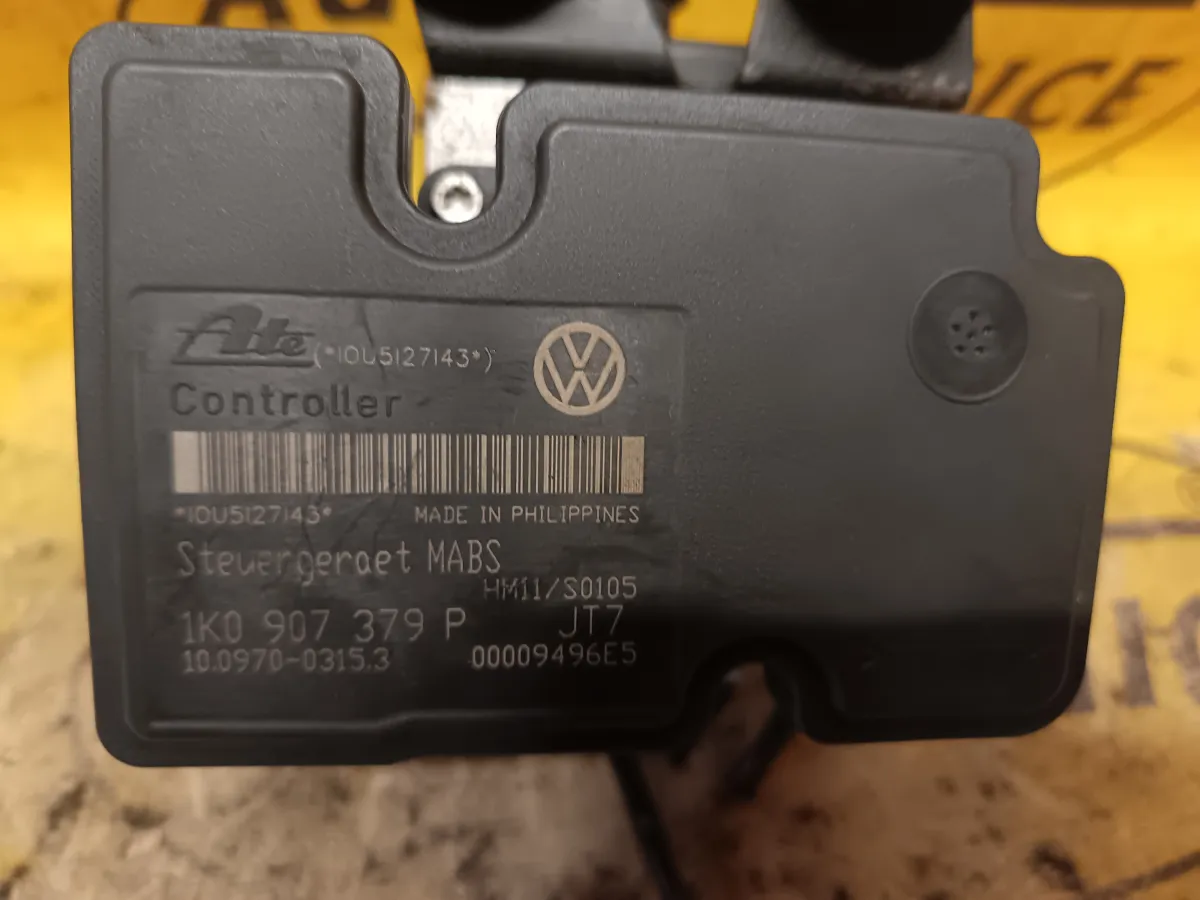 ICE
Ate (*10U5127143*)
Controller
*10U5127143*   MADE IN PHILIPPINES
Steuergeraet MABS
HM11/S0105
1K0 907 379 P   JT7
10.0970-0315.3   00009496E5